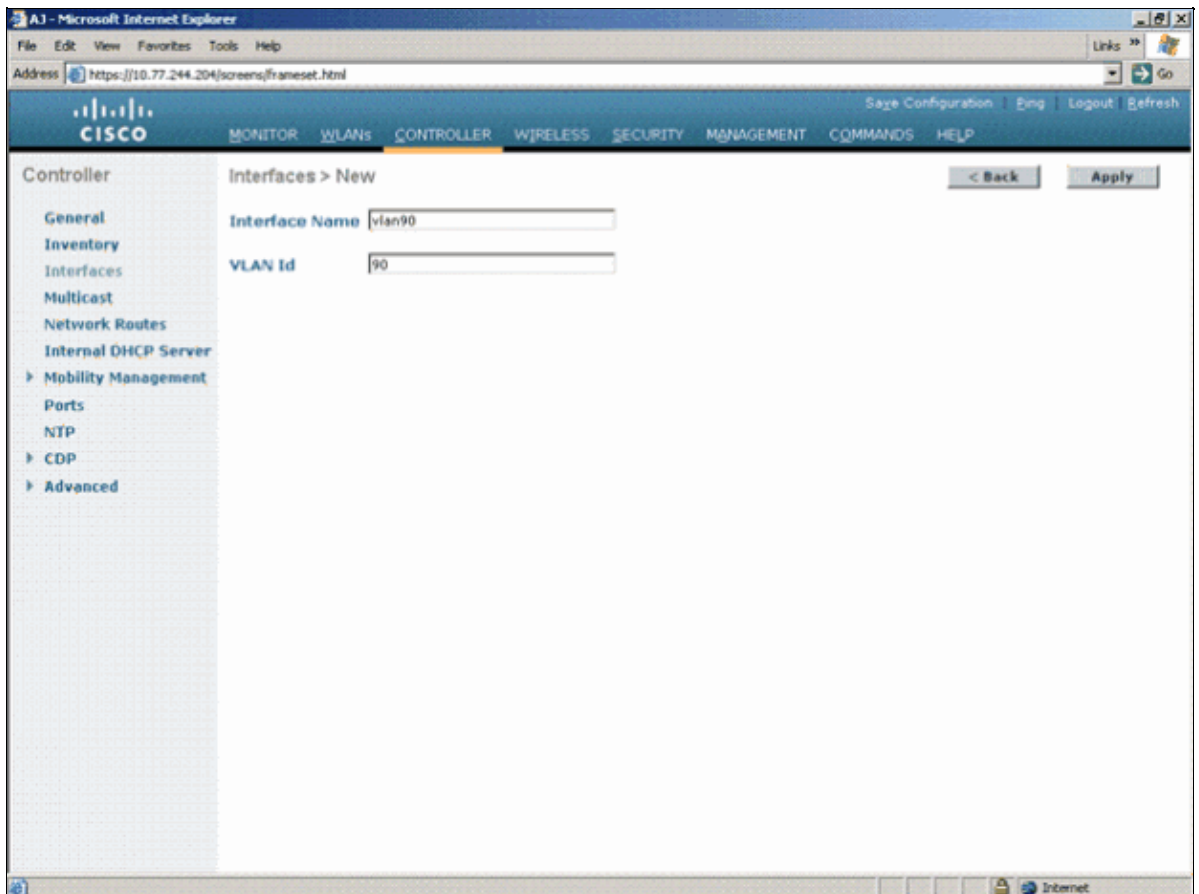 AJ - Microsoft Internet Explorer
File Edit View Favorites Tools Help
Links »
Address https://10.77.244.204/screens/frameset.html
Go
Save Configuration | Ping | Logout | Refresh
CISCO
MONITOR WLANs CONTROLLER WIRELESS SECURITY MANAGEMENT COMMANDS HELP
Controller
General
Inventory
Interfaces
Multicast
Network Routes
Internal DHCP Server
Mobility Management
Ports
NTP
CDP
Advanced
Interfaces > New
< Back
Apply
Interface Name vlan90
VLAN Id 90
Internet